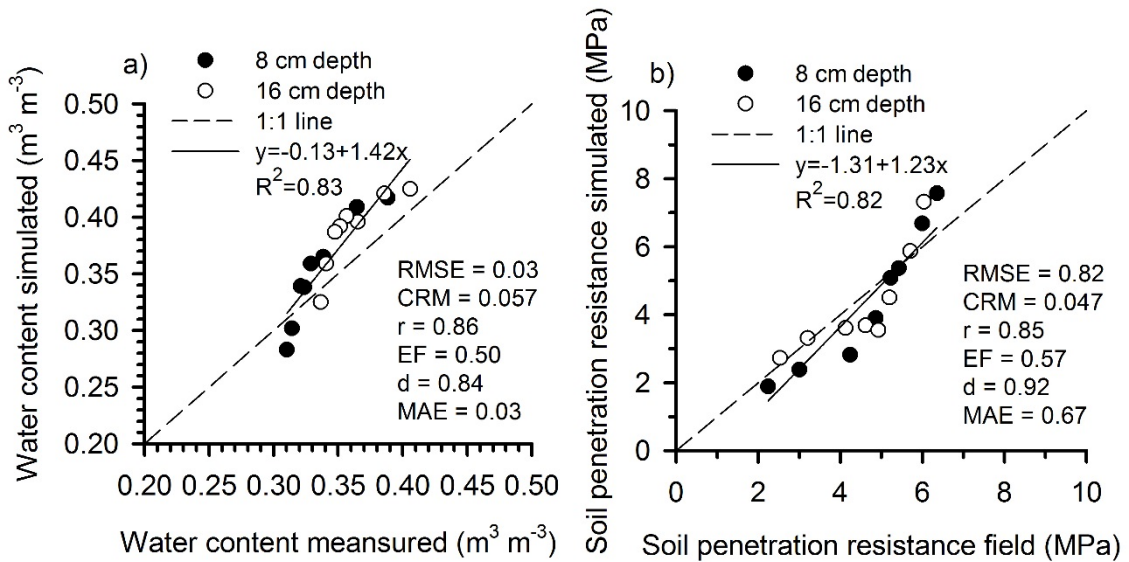 a)
8 cm depth
16 cm depth
1:1 line
y=-0.13+1.42x
R²=0.83
RMSE = 0.03
CRM = 0.057
r = 0.86
EF = 0.50
d = 0.84
MAE = 0.03
Water content simulated (m³ m⁻³)
0.50
0.45
0.40
0.35
0.30
0.25
0.20
0.20 0.25 0.30 0.35 0.40 0.45 0.50
Water content meansured (m³ m⁻³)
b)
8 cm depth
16 cm depth
1:1 line
y=-1.31+1.23x
R²=0.82
RMSE = 0.82
CRM = 0.047
r = 0.85
EF = 0.57
d = 0.92
MAE = 0.67
Soil penetration resistance simulated (MPa)
10
8
6
4
2
0
0 2 4 6 8 10
Soil penetration resistance field (MPa)